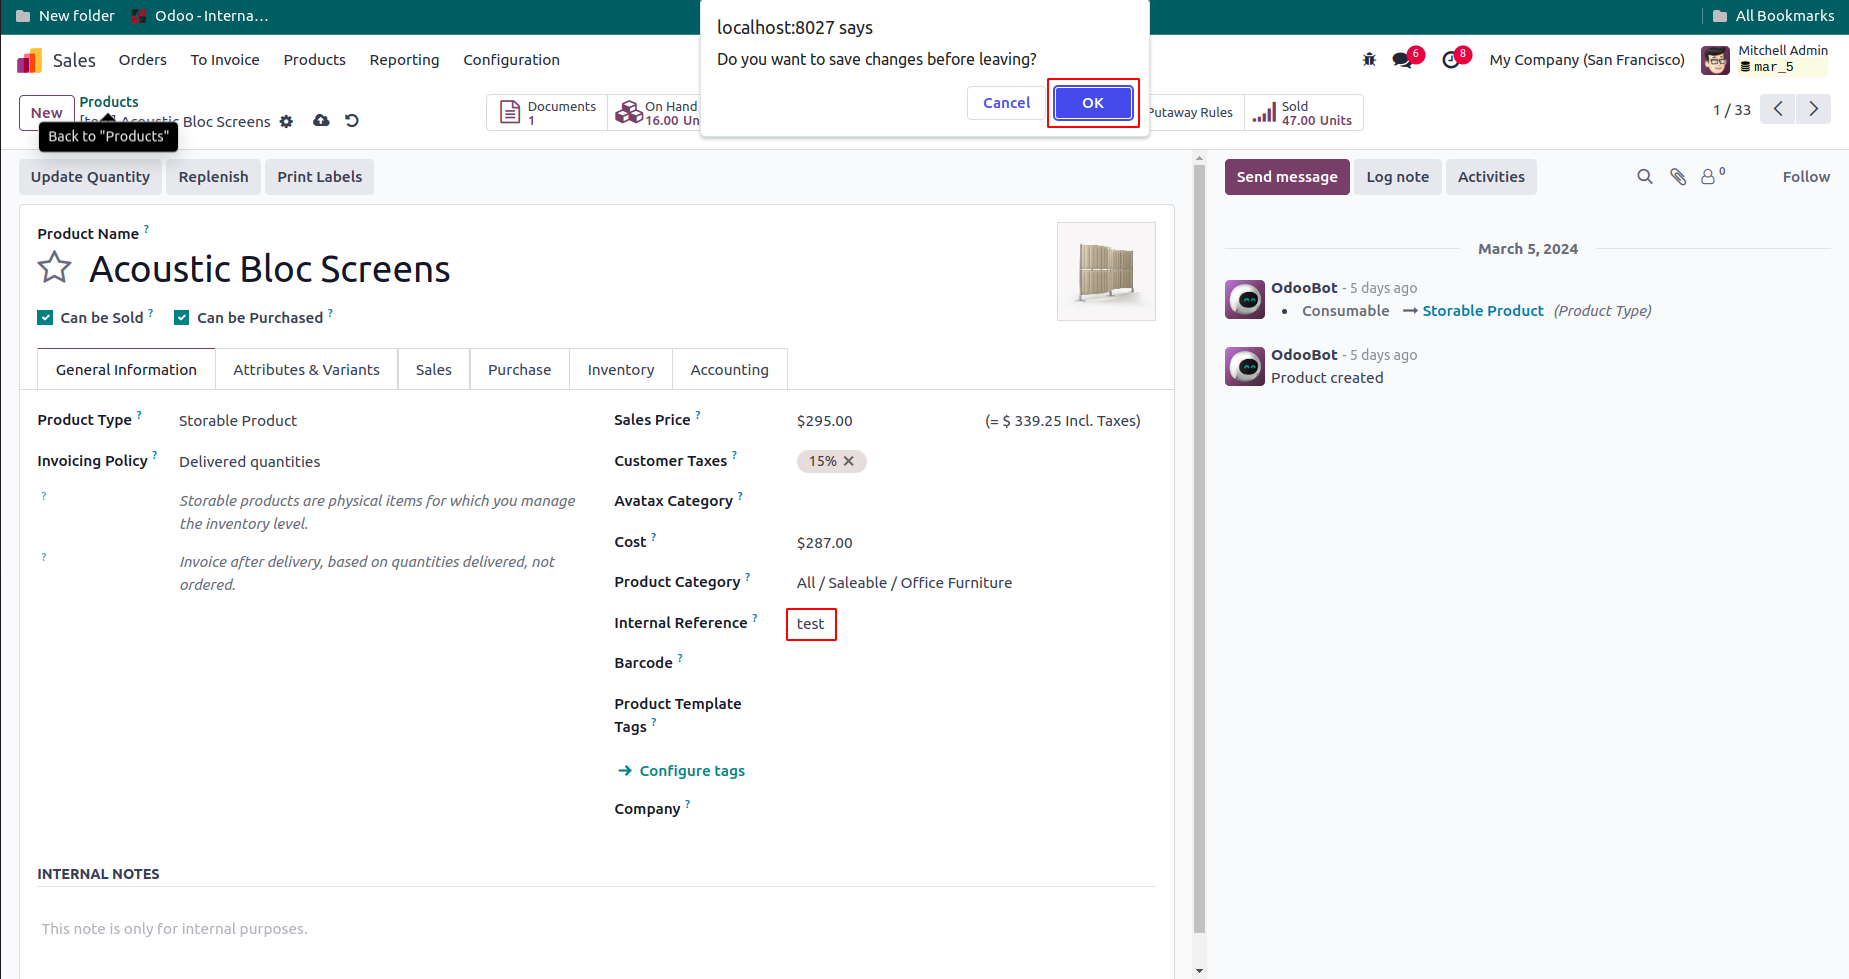 New folder
Odoo - Interna...
All Bookmarks
localhost:8027 says
Do you want to save changes before leaving?
Cancel
OK
Sales
Orders
To Invoice
Products
Reporting
Configuration
6
8
My Company (San Francisco)
Mitchell Admin
mar_5
New
Products
Acoustic Bloc Screens
Back to "Products"
Documents
1
On Hand
16.00 Un
Putaway Rules
Sold
47.00 Units
1 / 33
Update Quantity
Replenish
Print Labels
Send message
Log note
Activities
0
Follow
Product Name ?
Acoustic Bloc Screens
Can be Sold ?
Can be Purchased ?
General Information
Attributes & Variants
Sales
Purchase
Inventory
Accounting
Product Type ?
Storable Product
Invoicing Policy ?
Delivered quantities
?
Storable products are physical items for which you manage
the inventory level.
?
Invoice after delivery, based on quantities delivered, not
ordered.
Sales Price ?
$295.00
(= $ 339.25 Incl. Taxes)
Customer Taxes ?
15%
Avatax Category ?
Cost ?
$287.00
Product Category ?
All / Saleable / Office Furniture
Internal Reference ?
test
Barcode ?
Product Template
Tags ?
Configure tags
Company ?
INTERNAL NOTES
This note is only for internal purposes.
March 5, 2024
OdooBot - 5 days ago
• Consumable → Storable Product (Product Type)
OdooBot - 5 days ago
Product created